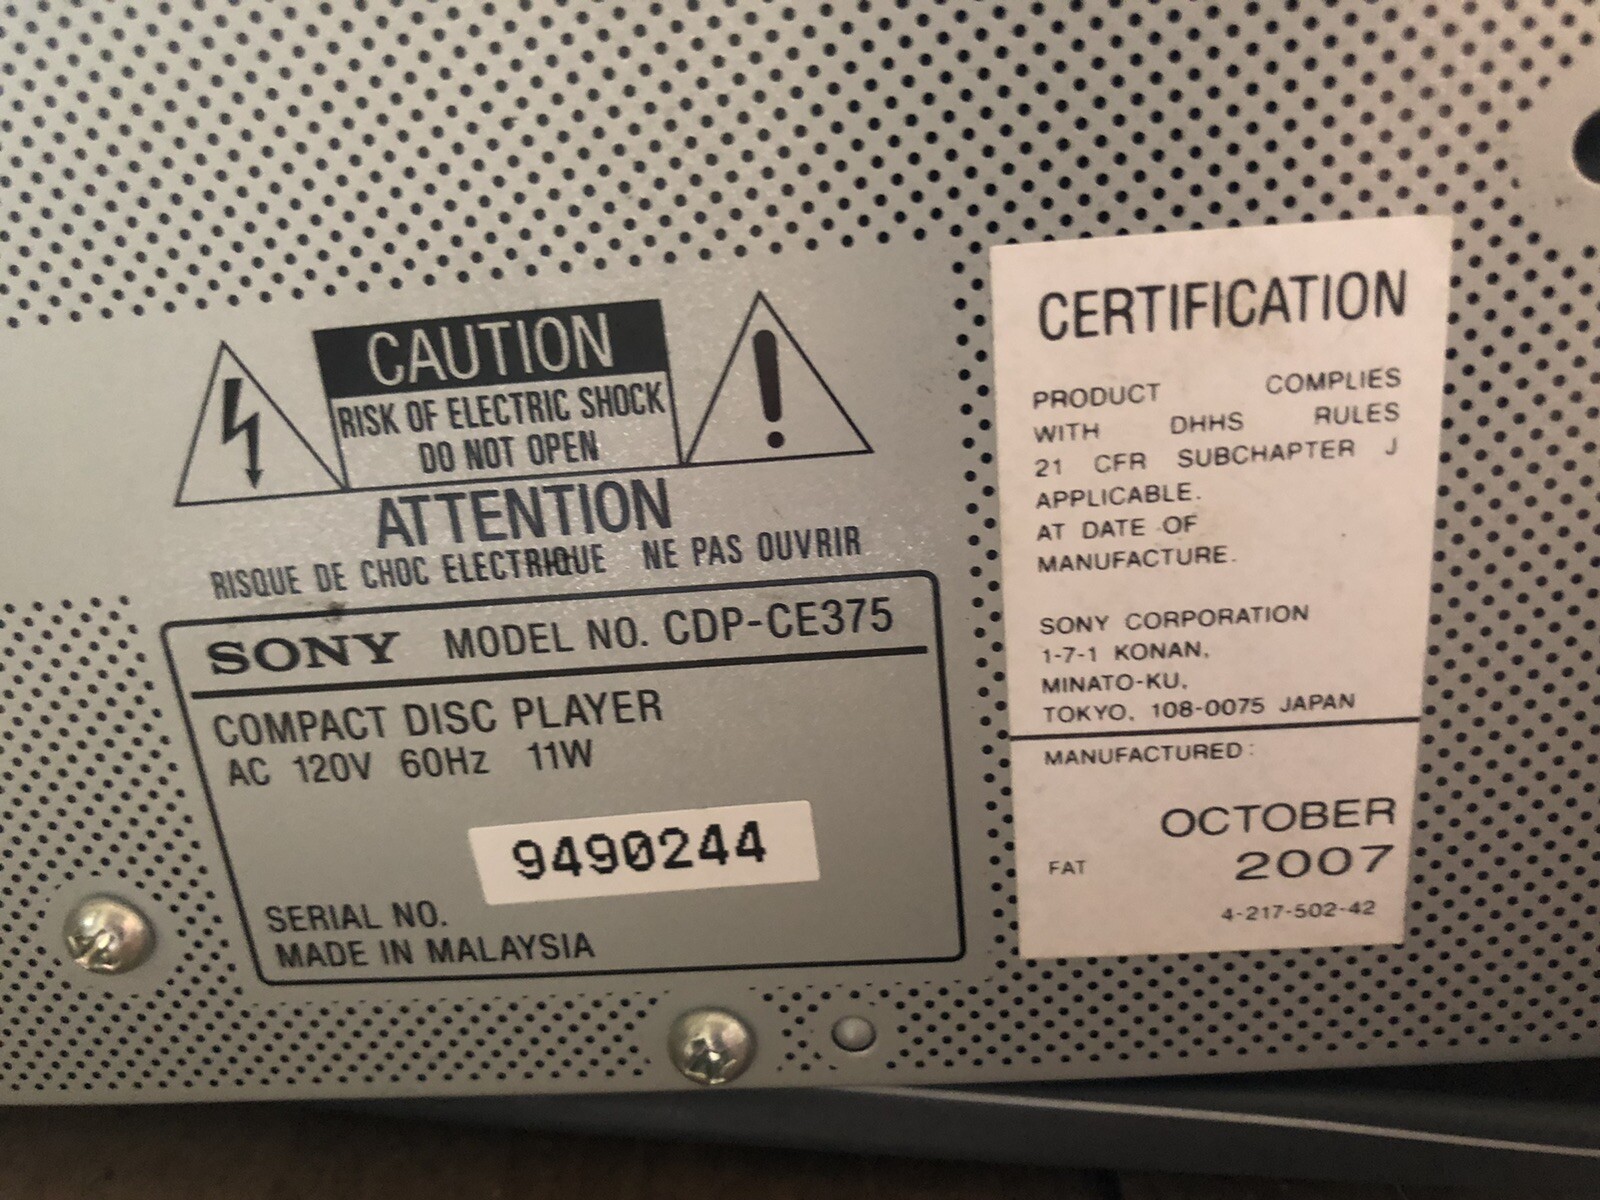 CAUTION
RISK OF ELECTRIC SHOCK
DO NOT OPEN
ATTENTION
RISQUE DE CHOC ELECTRIQUE NE PAS OUVRIR
SONY MODEL NO. CDP-CE375
COMPACT DISC PLAYER
AC 120V 60Hz 11W
9490244
SERIAL NO.
MADE IN MALAYSIA
CERTIFICATION
PRODUCT COMPLIES
WITH DHHS RULES
21 CFR SUBCHAPTER J
APPLICABLE.
AT DATE OF
MANUFACTURE.
SONY CORPORATION
1-7-1 KONAN,
MINATO-KU,
TOKYO, 108-0075 JAPAN
MANUFACTURED:
OCTOBER
FAT 2007
4-217-502-42